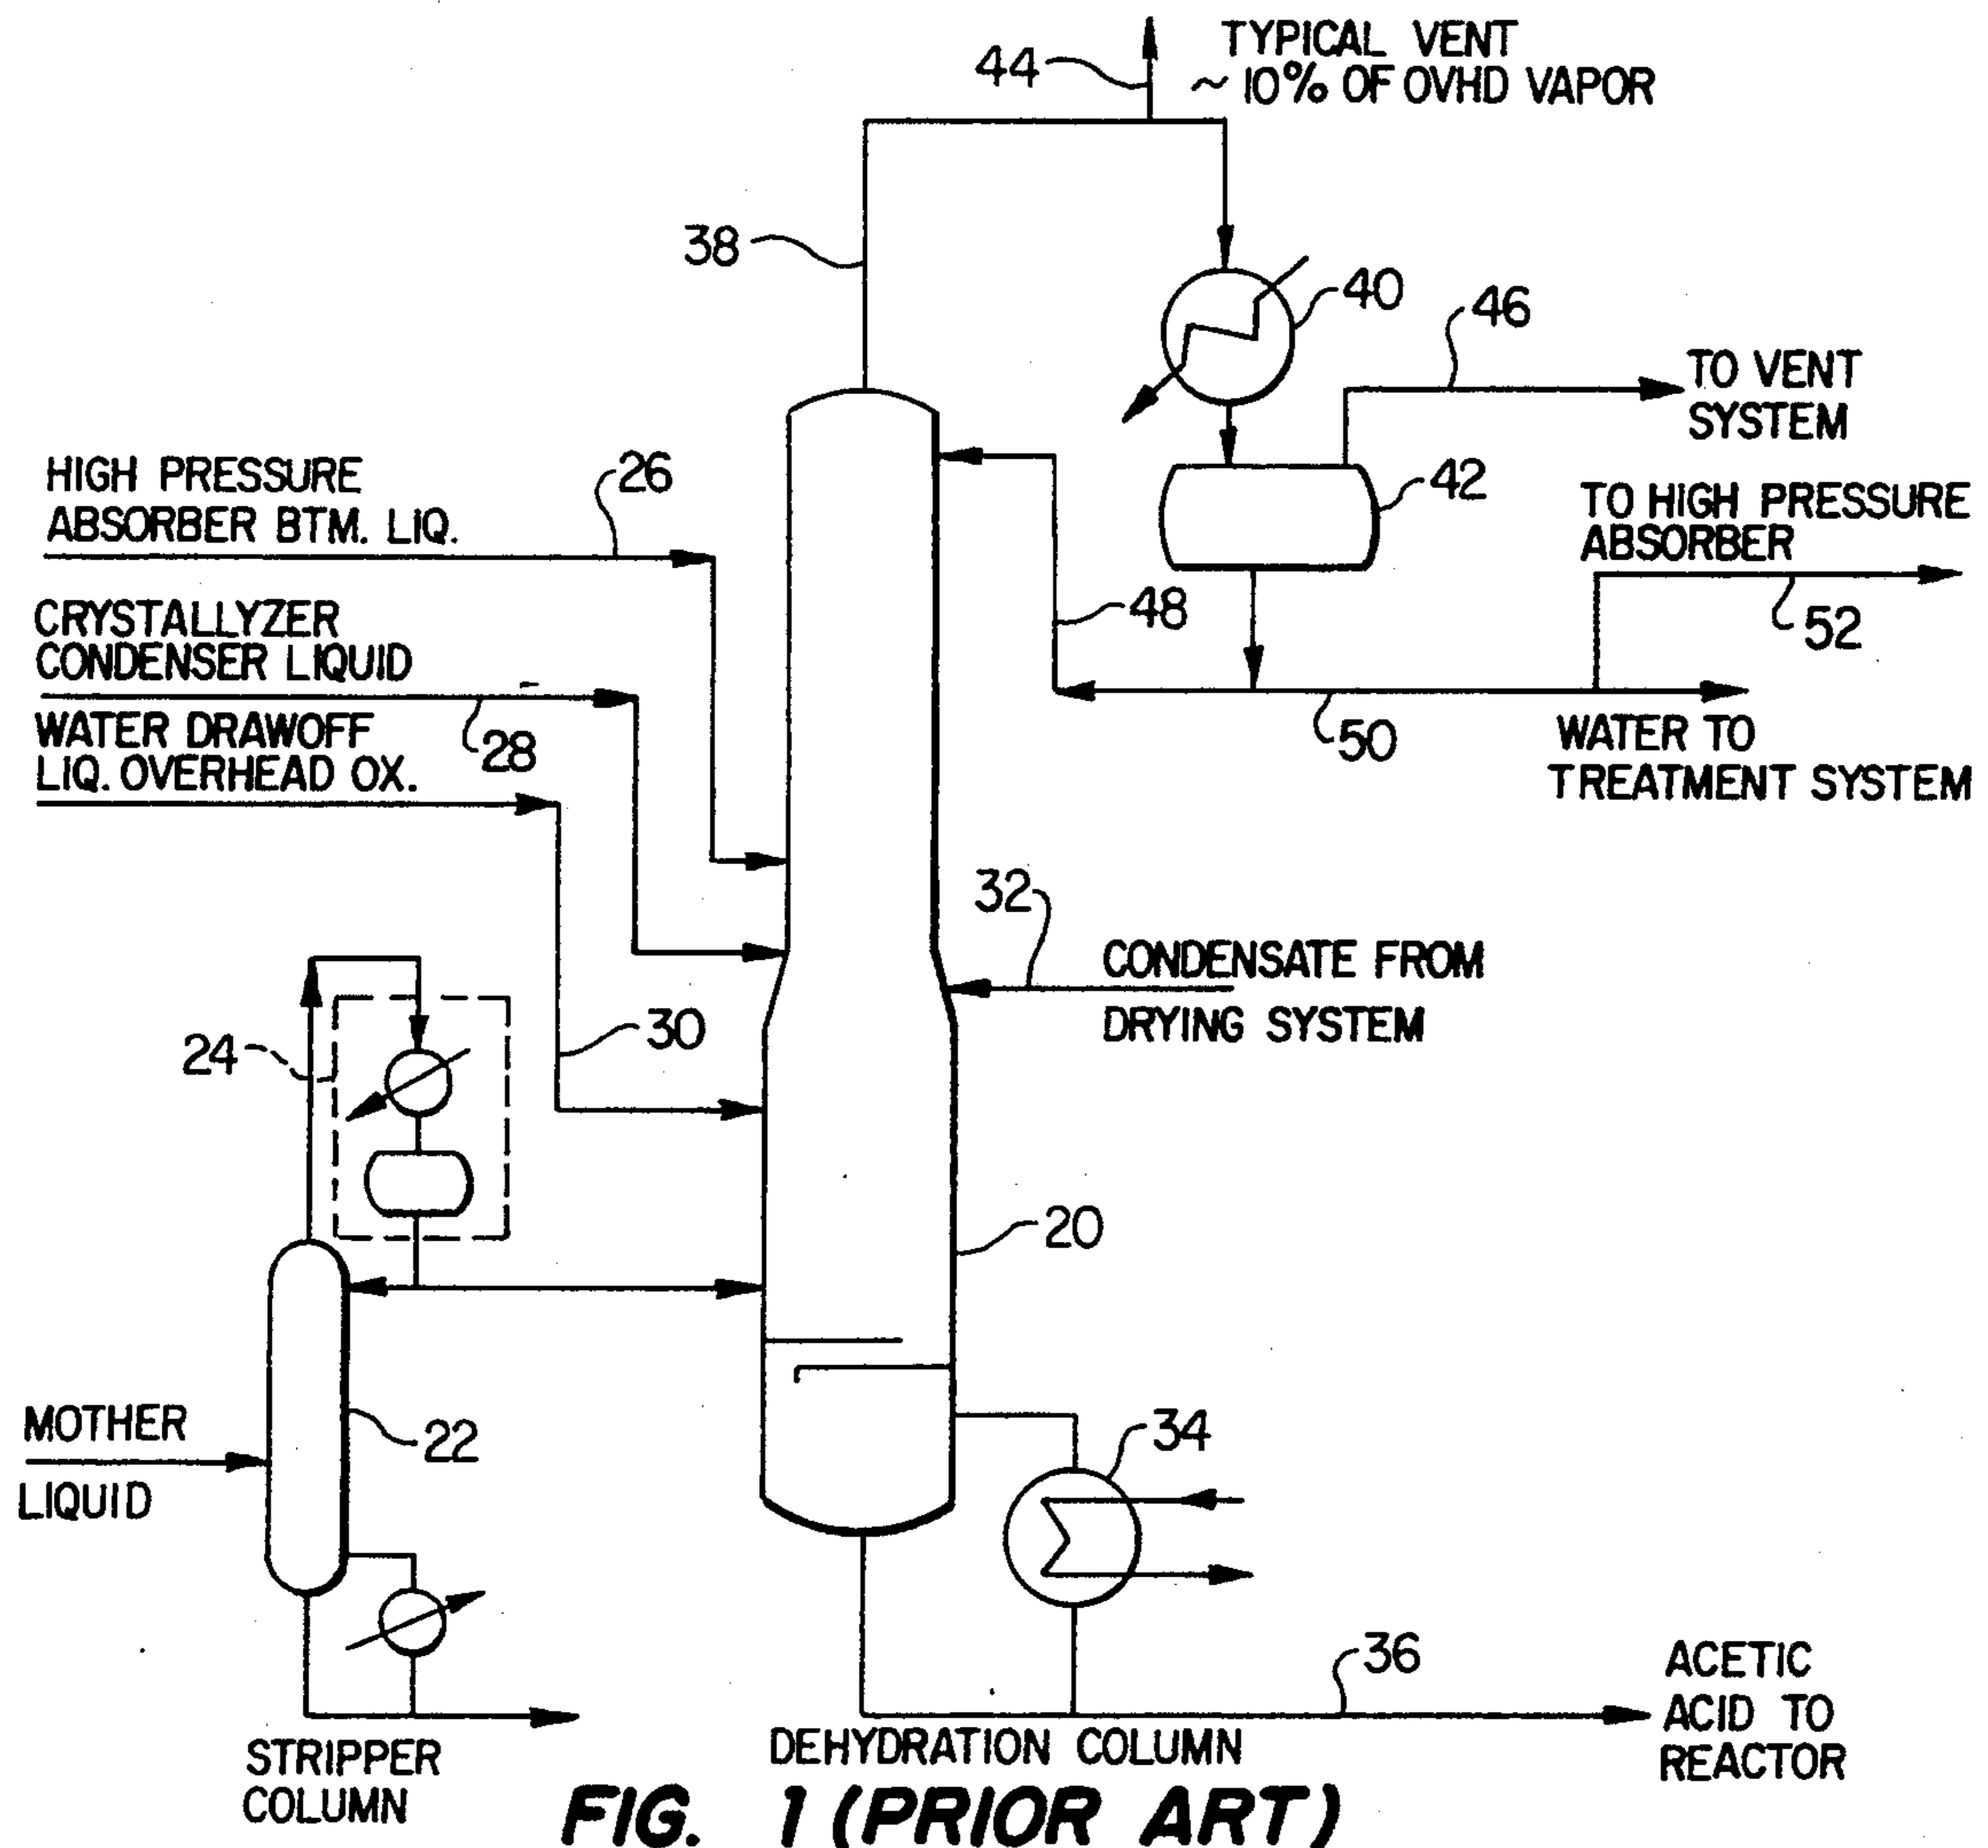 44
TYPICAL VENT
~ 10% OF OVHD VAPOR
38
40
46
TO VENT
SYSTEM
HIGH PRESSURE
ABSORBER BTM. LIQ.
26
42
TO HIGH PRESSURE
ABSORBER
48
52
CRYSTALLYZER
CONDENSER LIQUID
28
WATER DRAWOFF
LIQ. OVERHEAD OX.
50
WATER TO
TREATMENT SYSTEM
32
CONDENSATE FROM
DRYING SYSTEM
24
30
20
MOTHER
LIQUID
22
34
36
ACETIC
ACID TO
REACTOR
STRIPPER
COLUMN
DEHYDRATION COLUMN
FIG. 1 (PRIOR ART)